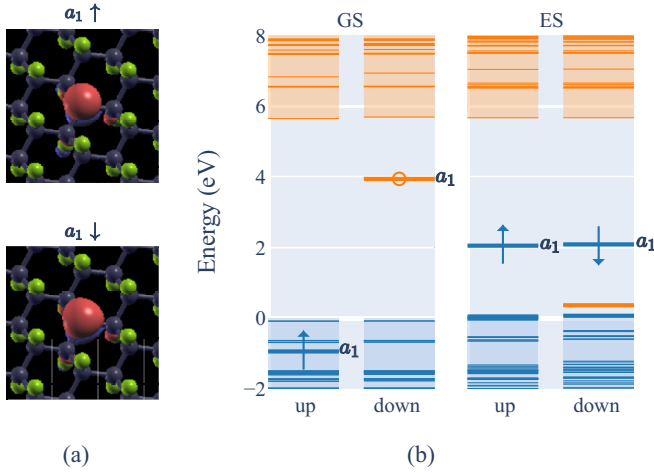 a₁ ↑
a₁ ↓
(a)
GS
ES
Energy (eV)
8
6
4
2
0
−2
a₁
a₁
a₁
a₁
up
down
up
down
(b)